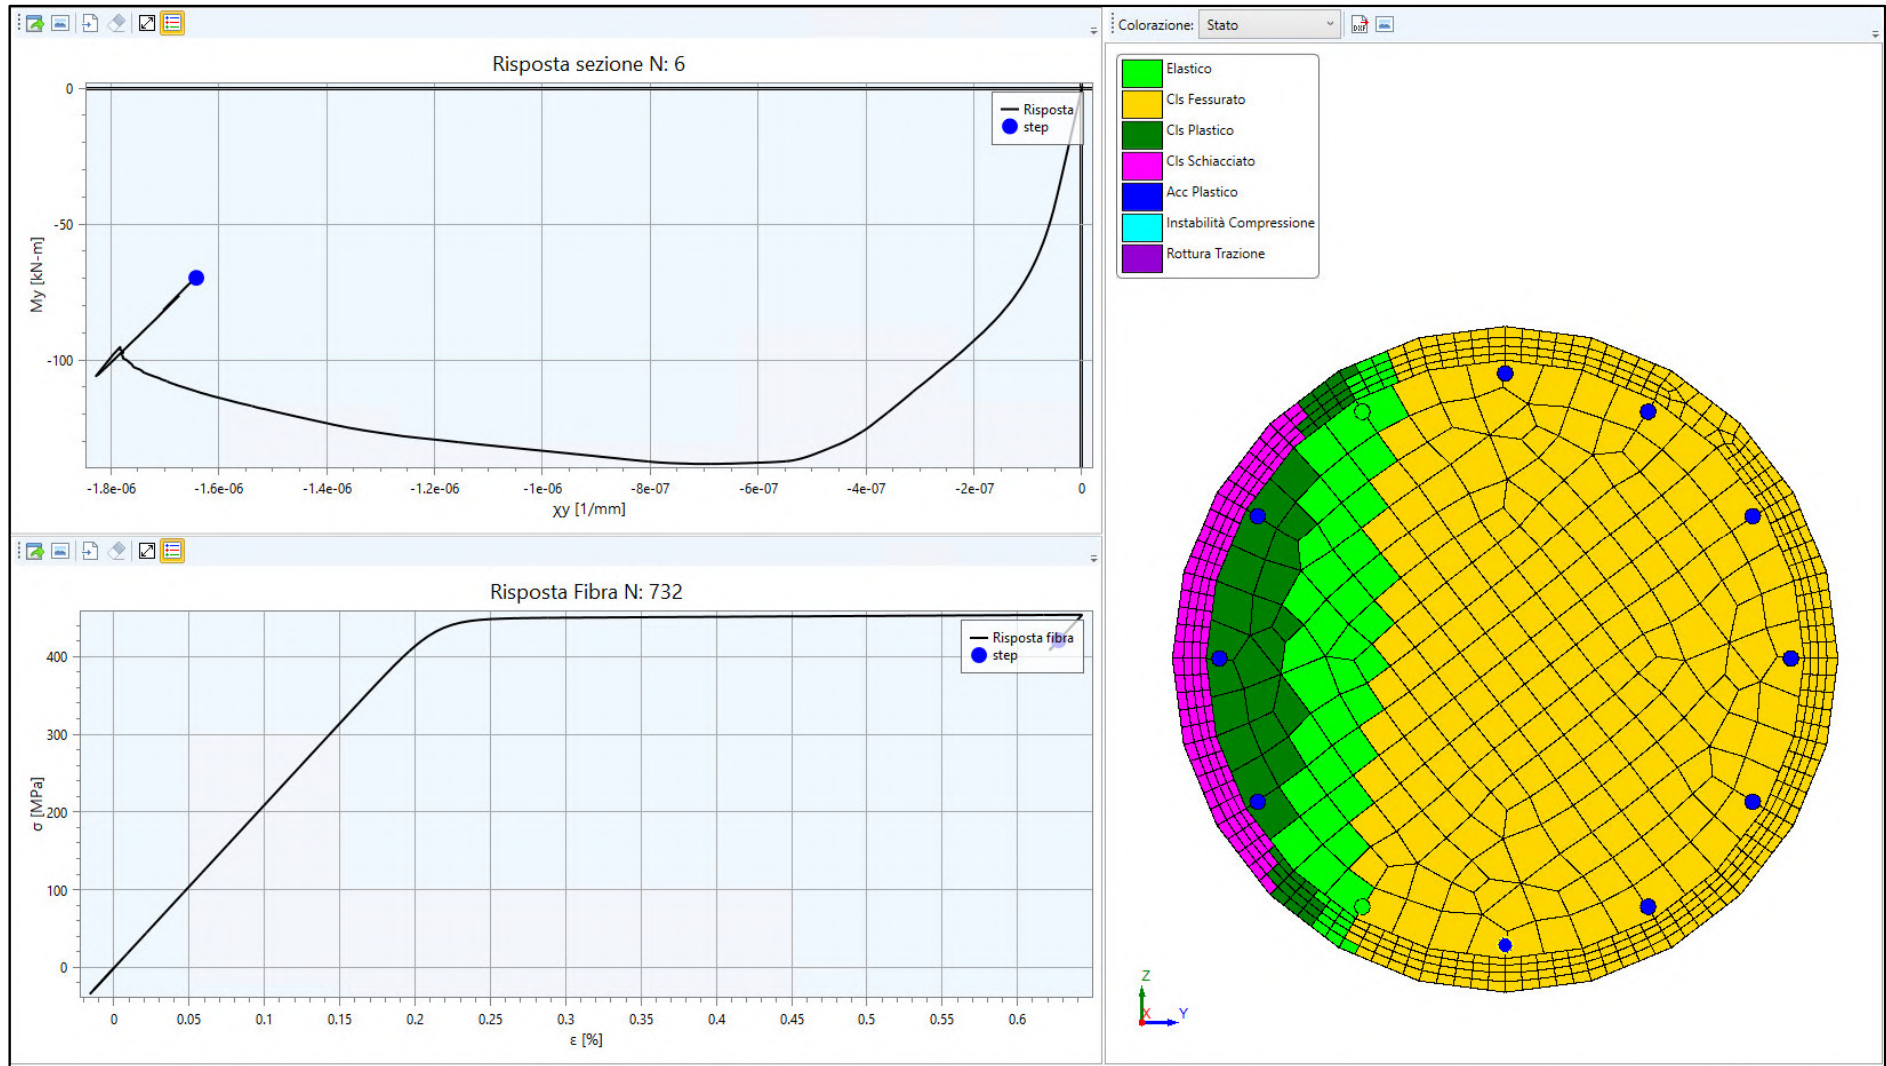 Risposta sezione N: 6
My [kN-m]
0
-50
-100
Risposta
step
-1.8e-06
-1.6e-06
-1.4e-06
-1.2e-06
-1e-06
-8e-07
-6e-07
-4e-07
-2e-07
0
χy [1/mm]
Risposta Fibra N: 732
σ [MPa]
400
300
200
100
0
Risposta fibra
step
0
0.05
0.1
0.15
0.2
0.25
0.3
0.35
0.4
0.45
0.5
0.55
0.6
ε [%]
Colorazione:
Stato
DXF
Elastico
Cls Fessurato
Cls Plastico
Cls Schiacciato
Acc Plastico
Instabilità Compressione
Rottura Trazione
Z
X
Y